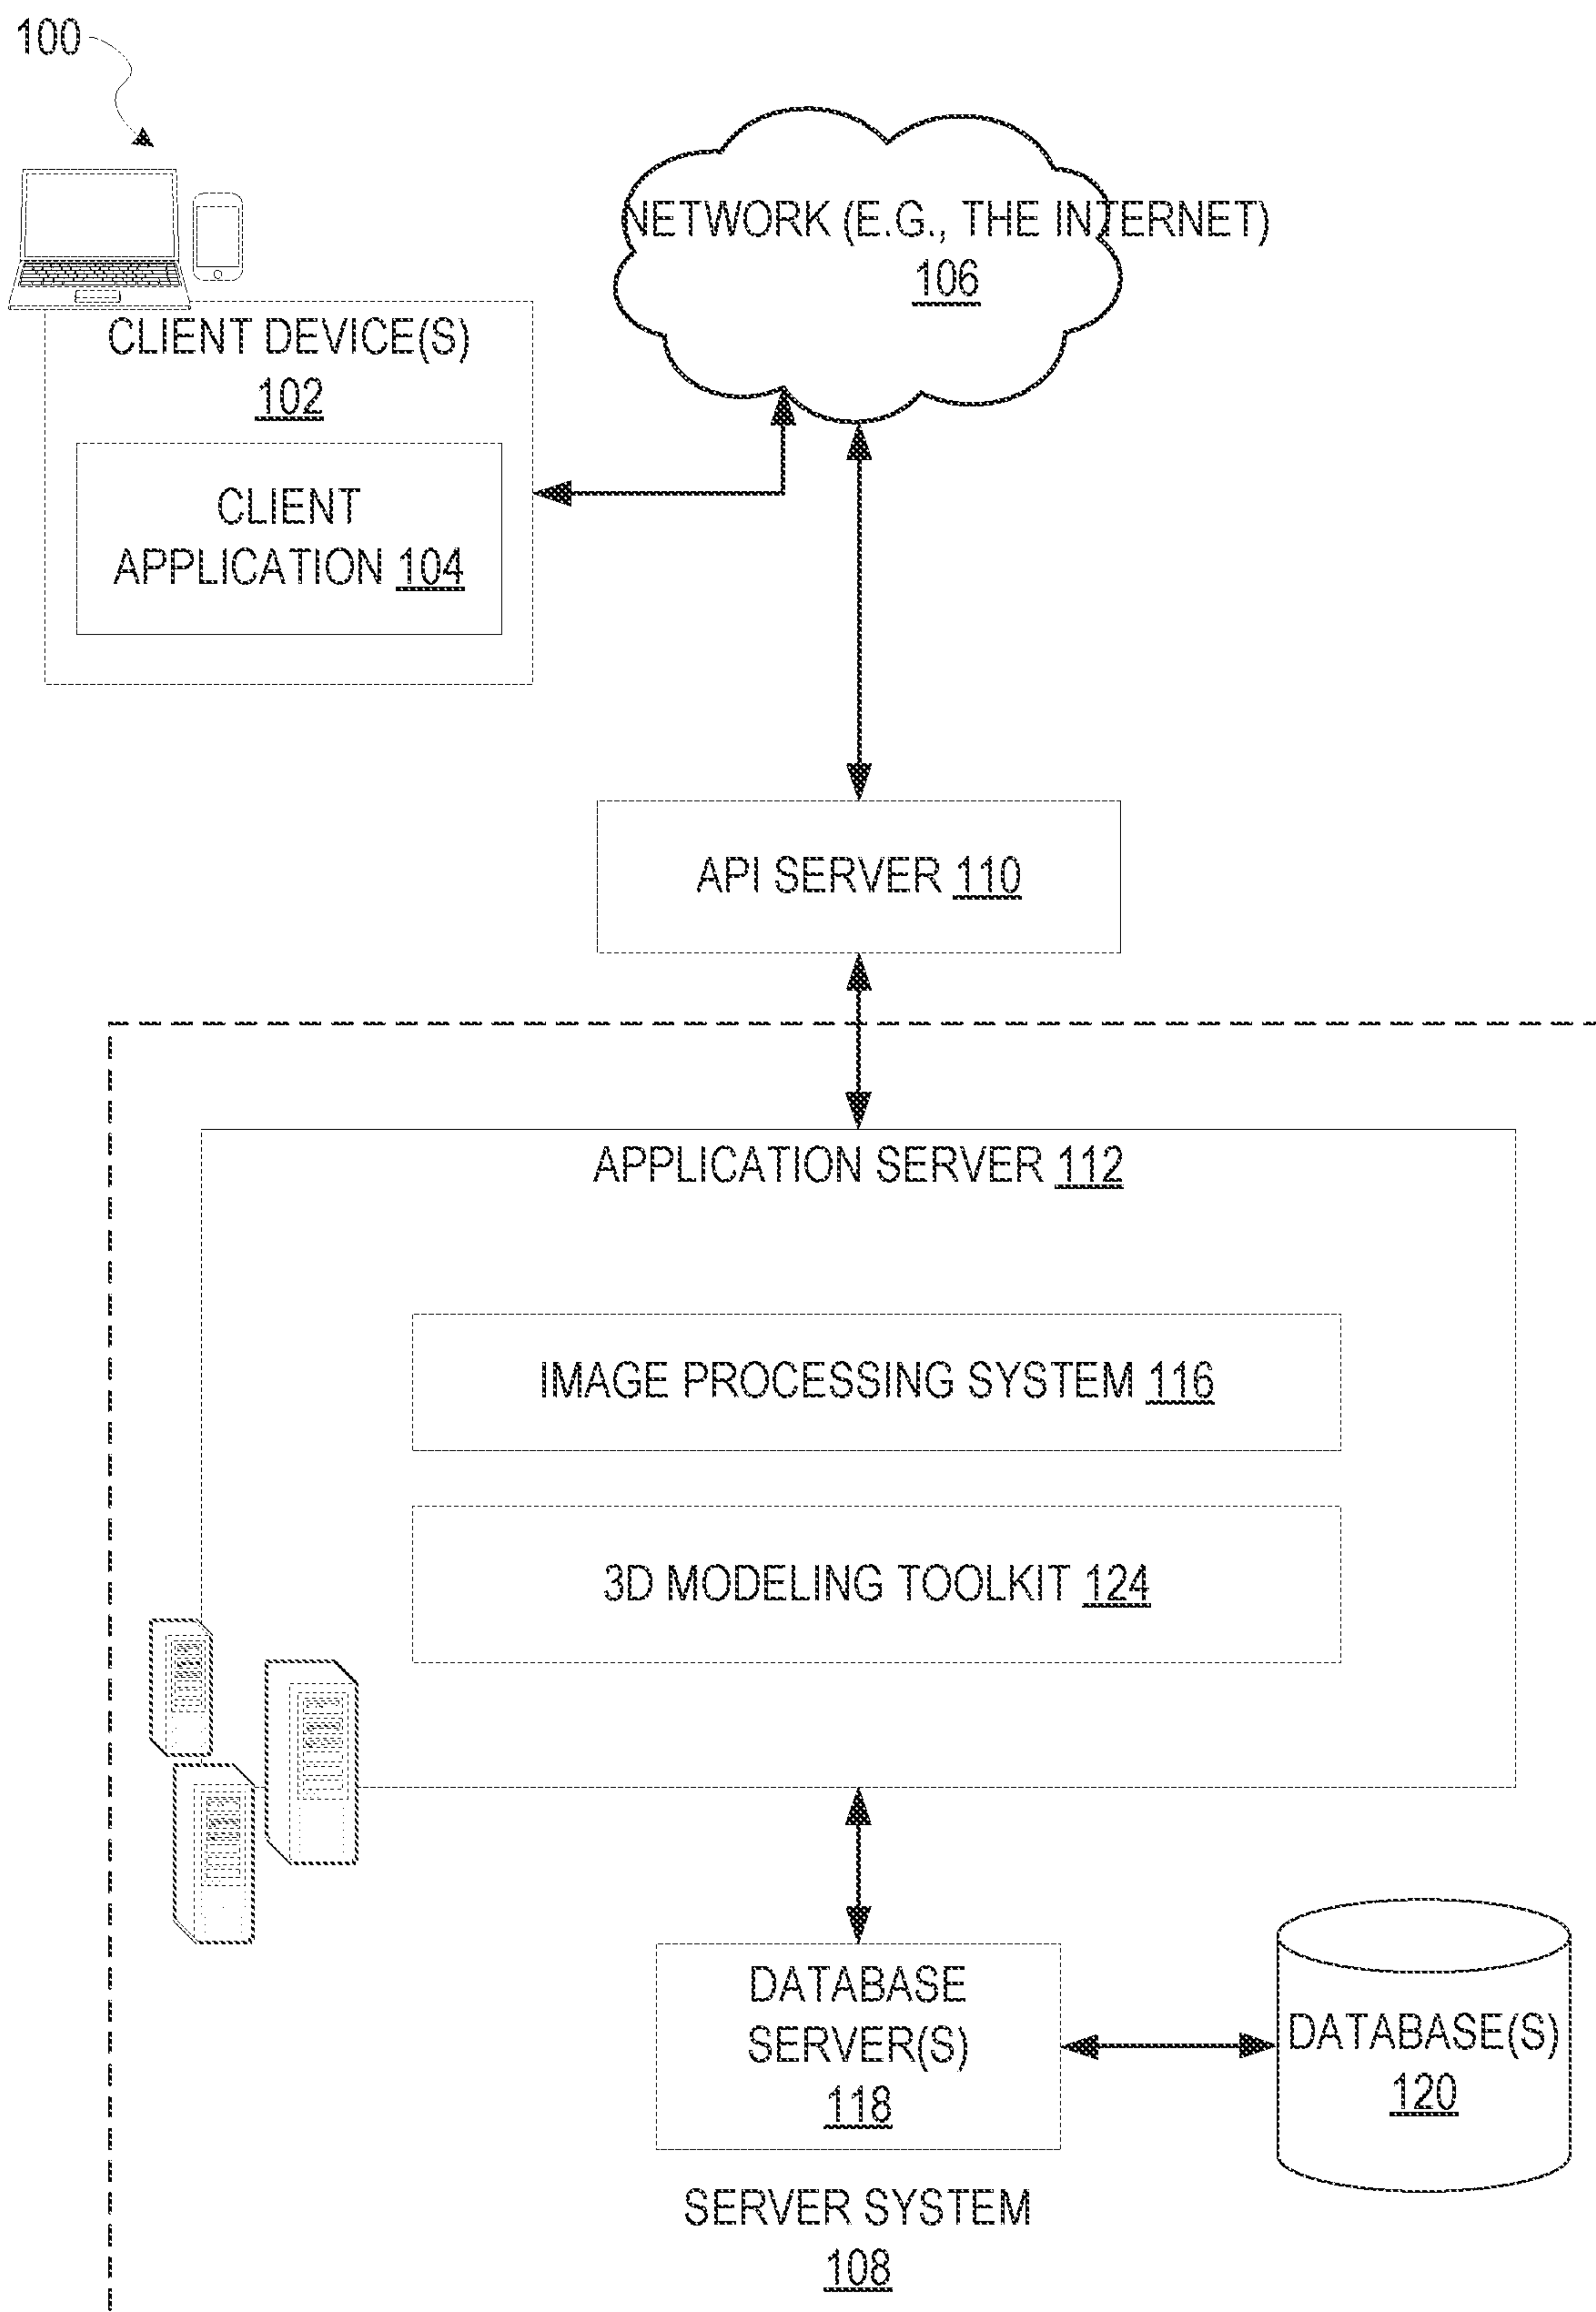 100
NETWORK (E.G., THE INTERNET)
106
CLIENT DEVICE(S)
102
CLIENT
APPLICATION 104
API SERVER 110
APPLICATION SERVER 112
IMAGE PROCESSING SYSTEM 116
3D MODELING TOOLKIT 124
DATABASE
SERVER(S)
118
DATABASE(S)
120
SERVER SYSTEM
108